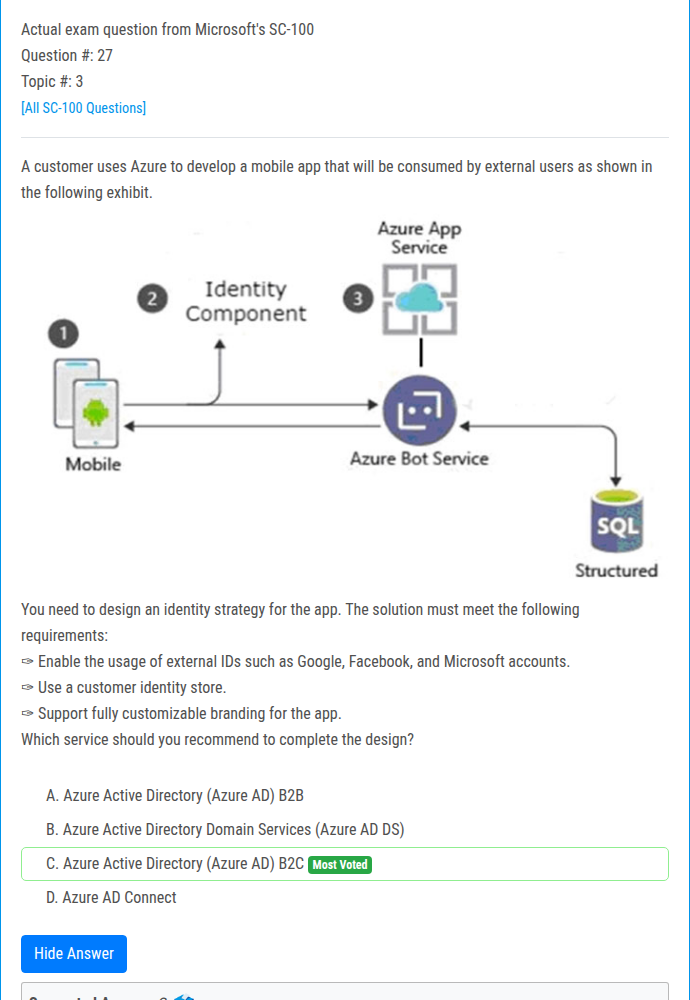 Actual exam question from Microsoft's SC-100
Question #: 27
Topic #: 3
[All SC-100 Questions]
A customer uses Azure to develop a mobile app that will be consumed by external users as shown in
the following exhibit.
Azure App
Service
2
Identity
Component
3
1
Mobile
Azure Bot Service
SQL
Structured
You need to design an identity strategy for the app. The solution must meet the following
requirements:
✑ Enable the usage of external IDs such as Google, Facebook, and Microsoft accounts.
✑ Use a customer identity store.
✑ Support fully customizable branding for the app.
Which service should you recommend to complete the design?
A. Azure Active Directory (Azure AD) B2B
B. Azure Active Directory Domain Services (Azure AD DS)
C. Azure Active Directory (Azure AD) B2C Most Voted
D. Azure AD Connect
Hide Answer